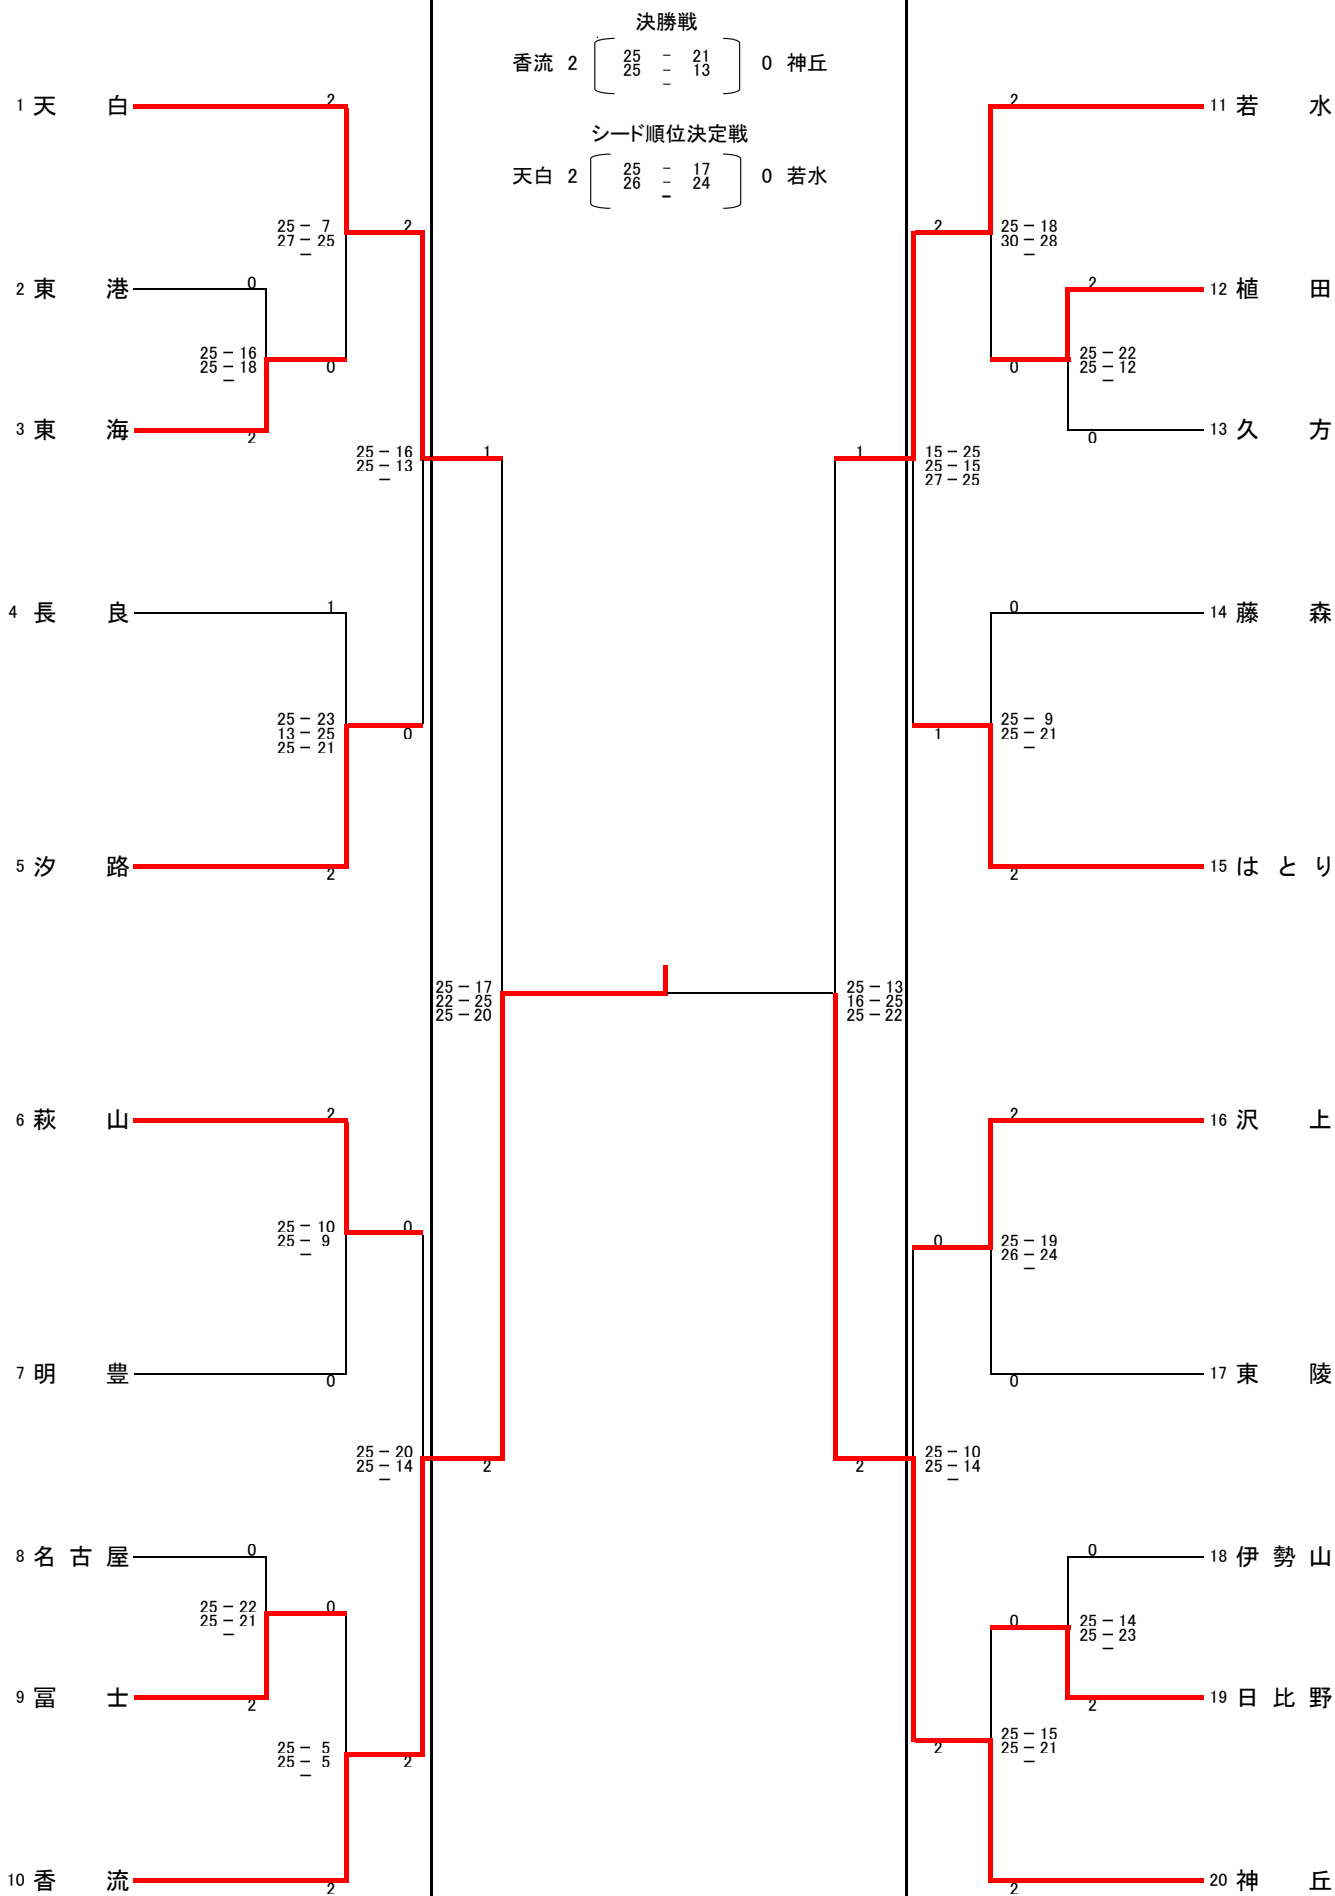 決勝戦
香流 2 25 - 21 0 神丘
25 - 13
-
シード順位決定戦
天白 2 25 - 17 0 若水
26 - 24
-
1 天 白 2
25 - 7
27 - 25
-
2
2 東 港 0
25 - 16
25 - 18
-
0
3 東 海 2
25 - 16
25 - 13
-
1
4 長 良 1
25 - 23
13 - 25
25 - 21
0
5 汐 路 2
25 - 17
22 - 25
25 - 20
6 萩 山 2
25 - 10
25 - 9
-
0
7 明 豊 0
25 - 20
25 - 14
-
2
8 名 古 屋 0
25 - 22
25 - 21
-
0
9 冨 士 2
25 - 5
25 - 5
-
2
10 香 流 2
2 11 若 水
2
25 - 18
30 - 28
-
2 12 植 田
0
25 - 22
25 - 12
-
0 13 久 方
1
15 - 25
25 - 15
27 - 25
0 14 藤 森
1
25 - 9
25 - 21
-
2 15 は と り
25 - 13
16 - 25
25 - 22
2 16 沢 上
0
25 - 19
26 - 24
-
0 17 東 陵
2
25 - 10
25 - 14
-
0 18 伊 勢 山
0
25 - 14
25 - 23
-
2 19 日 比 野
2
25 - 15
25 - 21
-
2 20 神 丘